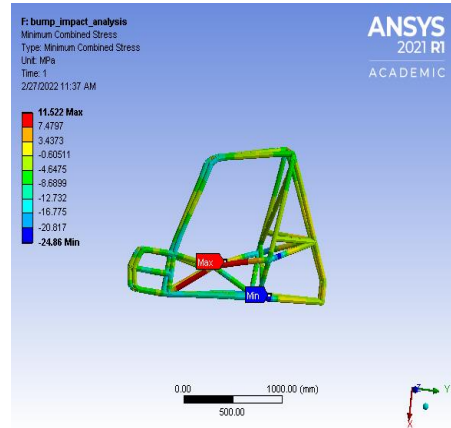 F: bump_impact_analysis
Minimum Combined Stress
Type: Minimum Combined Stress
Unit: MPa
Time: 1
2/27/2022 11:37 AM
ANSYS
2021 R1
ACADEMIC
11.522 Max
7.4797
3.4373
-0.60511
-4.6475
-8.6899
-12.732
-16.775
-20.817
-24.86 Min
Max
Min
0.00
1000.00 (mm)
500.00
Z
Y
X